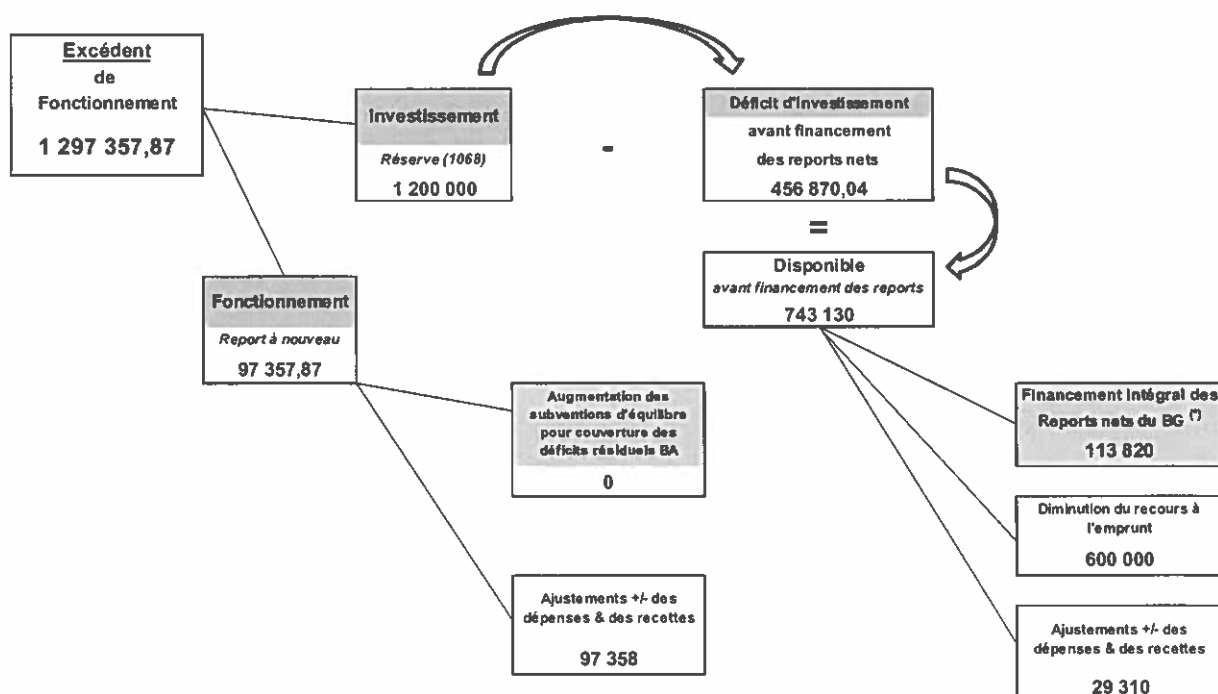 Excédent
de
Fonctionnement
1 297 357,87
Investissement
Réserve (1068)
1 200 000
-
Déficit d'Investissement
avant financement
des reports nets
456 870,04
=
Disponible
avant financement des reports
743 130
Fonctionnement
Report à nouveau
97 357,87
Augmentation des
subventions d'équilibre
pour couverture des
déficits résiduels BA
0
Ajustements +/- des
dépenses & des recettes
97 358
Financement Intégral des
Reports nets du BG (*)
113 820
Diminution du recours à
l'emprunt
600 000
Ajustements +/- des
dépenses & des recettes
29 310